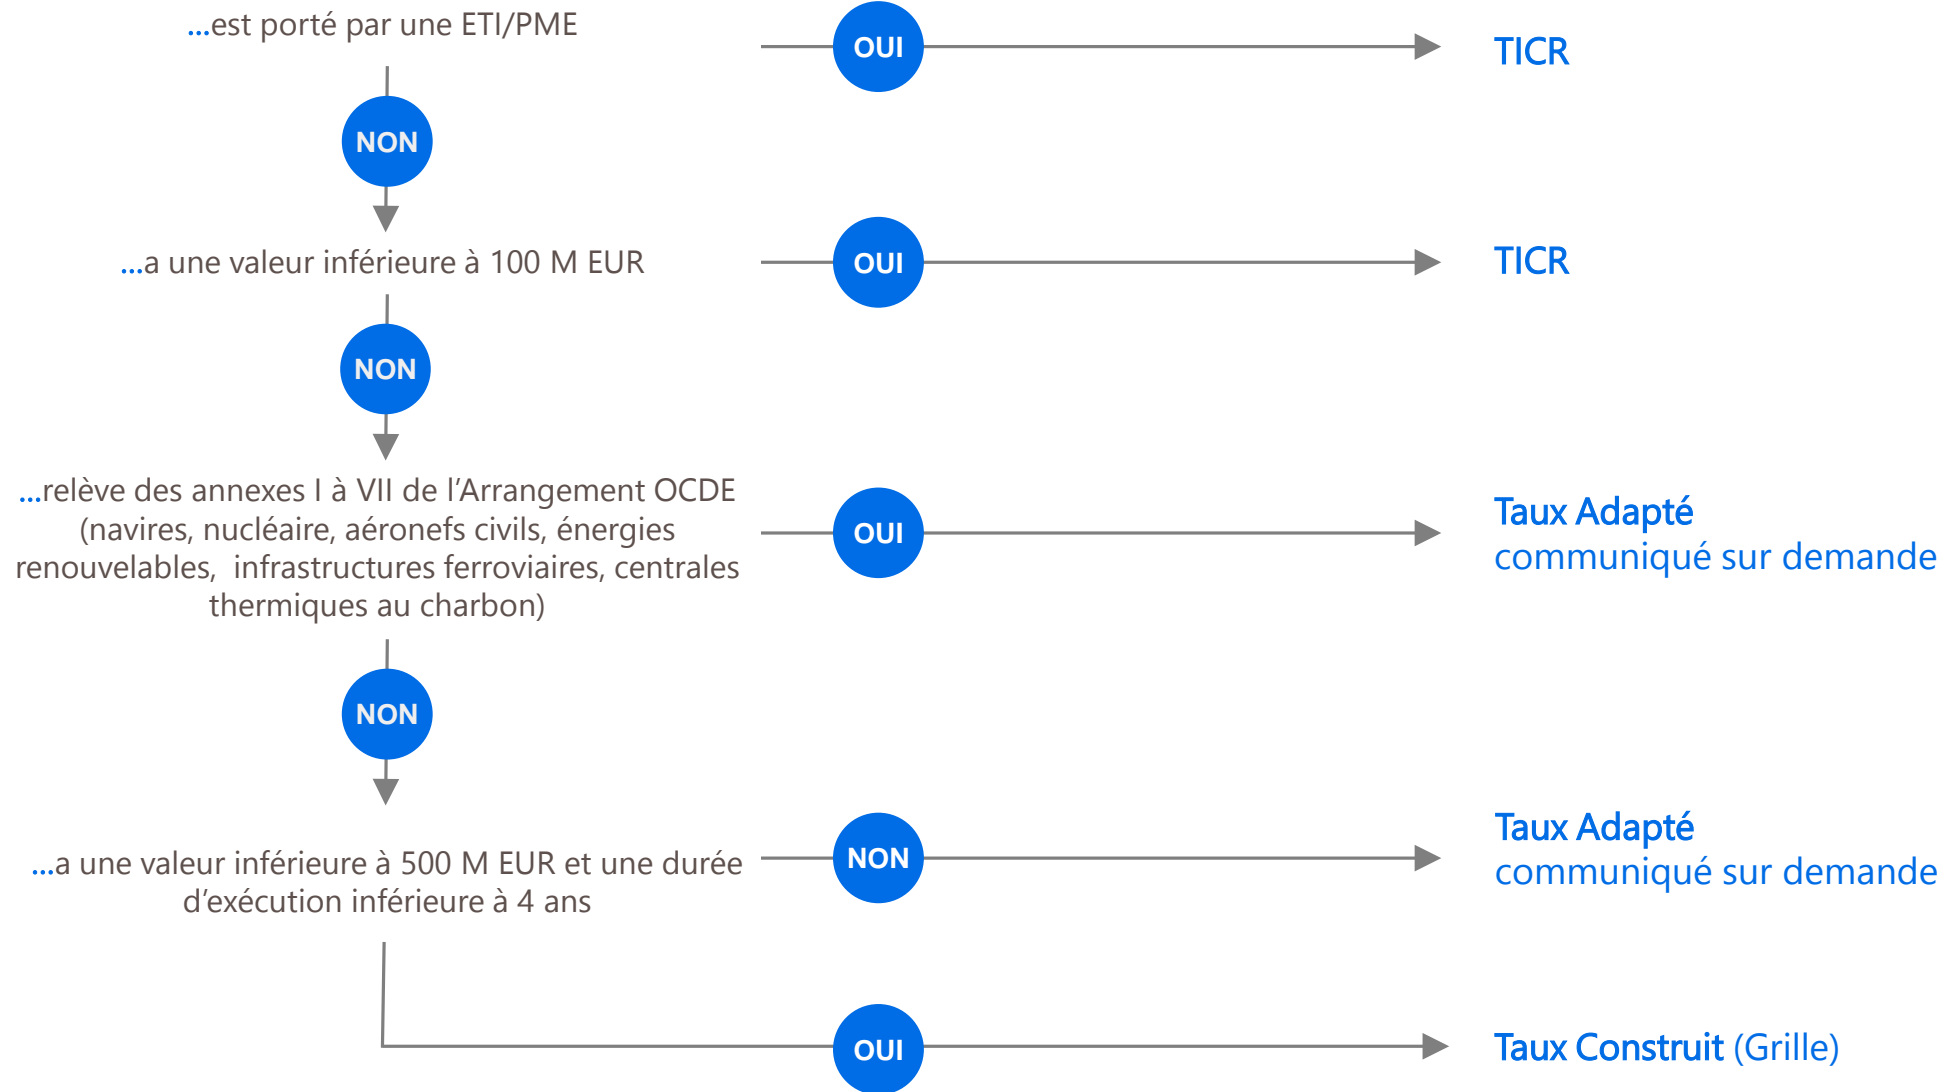 ...est porté par une ETI/PME
OUI
TICR
NON
...a une valeur inférieure à 100 M EUR
OUI
TICR
NON
...relève des annexes I à VII de l’Arrangement OCDE
(navires, nucléaire, aéronefs civils, énergies
renouvelables, infrastructures ferroviaires, centrales
thermiques au charbon)
OUI
Taux Adapté
communiqué sur demande
NON
...a une valeur inférieure à 500 M EUR et une durée
d’exécution inférieure à 4 ans
NON
Taux Adapté
communiqué sur demande
OUI
Taux Construit (Grille)